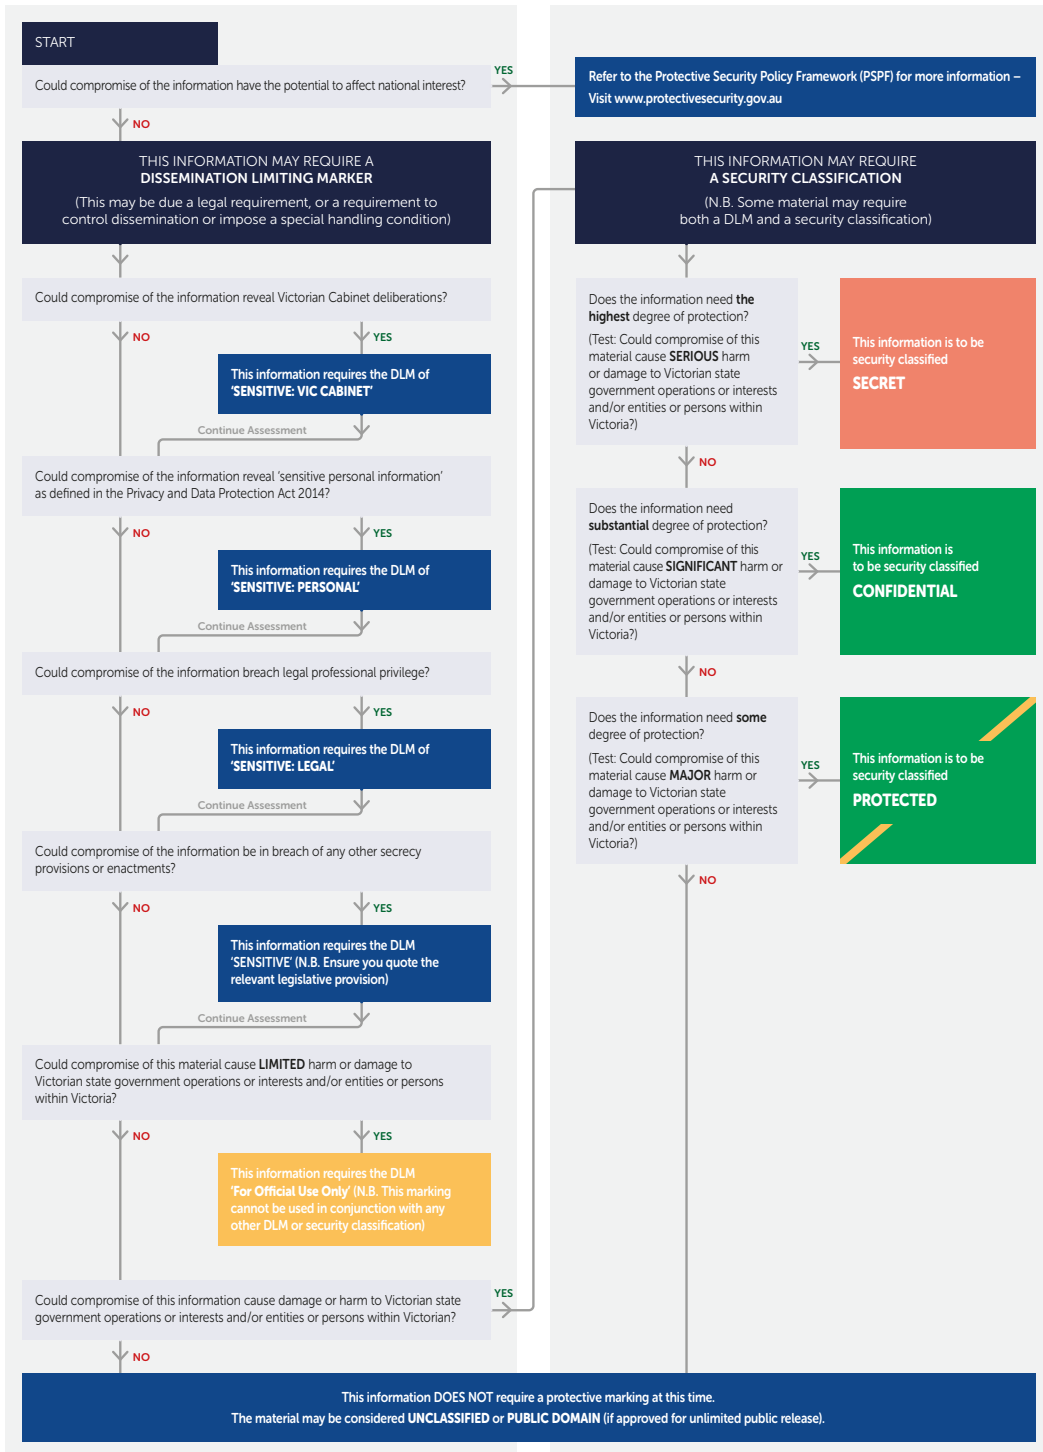 START
Could compromise of the information have the potential to affect national interest?
YES
Refer to the Protective Security Policy Framework (PSPF) for more information –
Visit www.protectivesecurity.gov.au
NO
THIS INFORMATION MAY REQUIRE A
DISSEMINATION LIMITING MARKER
(This may be due a legal requirement, or a requirement to
control dissemination or impose a special handling condition)
Could compromise of the information reveal Victorian Cabinet deliberations?
NO
YES
This information requires the DLM of
'SENSITIVE: VIC CABINET'
Continue Assessment
Could compromise of the information reveal 'sensitive personal information'
as defined in the Privacy and Data Protection Act 2014?
NO
YES
This information requires the DLM of
'SENSITIVE: PERSONAL'
Continue Assessment
Could compromise of the information breach legal professional privilege?
NO
YES
This information requires the DLM of
'SENSITIVE: LEGAL'
Continue Assessment
Could compromise of the information be in breach of any other secrecy
provisions or enactments?
NO
YES
This information requires the DLM
'SENSITIVE' (N.B. Ensure you quote the
relevant legislative provision)
Continue Assessment
Could compromise of this material cause LIMITED harm or damage to
Victorian state government operations or interests and/or entities or persons
within Victoria?
NO
YES
This information requires the DLM
'For Official Use Only' (N.B. This marking
cannot be used in conjunction with any
other DLM or security classification)
Could compromise of this information cause damage or harm to Victorian state
government operations or interests and/or entities or persons within Victorian?
YES
NO
THIS INFORMATION MAY REQUIRE
A SECURITY CLASSIFICATION
(N.B. Some material may require
both a DLM and a security classification)
Does the information need the
highest degree of protection?
(Test: Could compromise of this
material cause SERIOUS harm
or damage to Victorian state
government operations or interests
and/or entities or persons within
Victoria?)
YES
This information is to be
security classified
SECRET
NO
Does the information need
substantial degree of protection?
(Test: Could compromise of this
material cause SIGNIFICANT harm or
damage to Victorian state
government operations or interests
and/or entities or persons within
Victoria?)
YES
This information is
to be security classified
CONFIDENTIAL
NO
Does the information need some
degree of protection?
(Test: Could compromise of this
material cause MAJOR harm or
damage to Victorian state
government operations or interests
and/or entities or persons within
Victoria?)
YES
This information is to be
security classified
PROTECTED
NO
This information DOES NOT require a protective marking at this time.
The material may be considered UNCLASSIFIED or PUBLIC DOMAIN (if approved for unlimited public release).